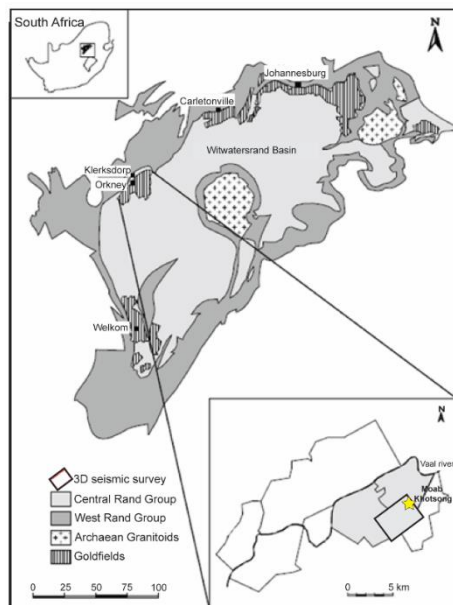 South Africa
N
Johannesburg
Carletonville
Witwatersrand Basin
Klerksdorp
Orkney
Welkom
3D seismic survey
Central Rand Group
West Rand Group
Archaean Granitoids
Goldfields
0 25 50 75 100
N
Vaal river
Moab
Khotsong
0 5 km